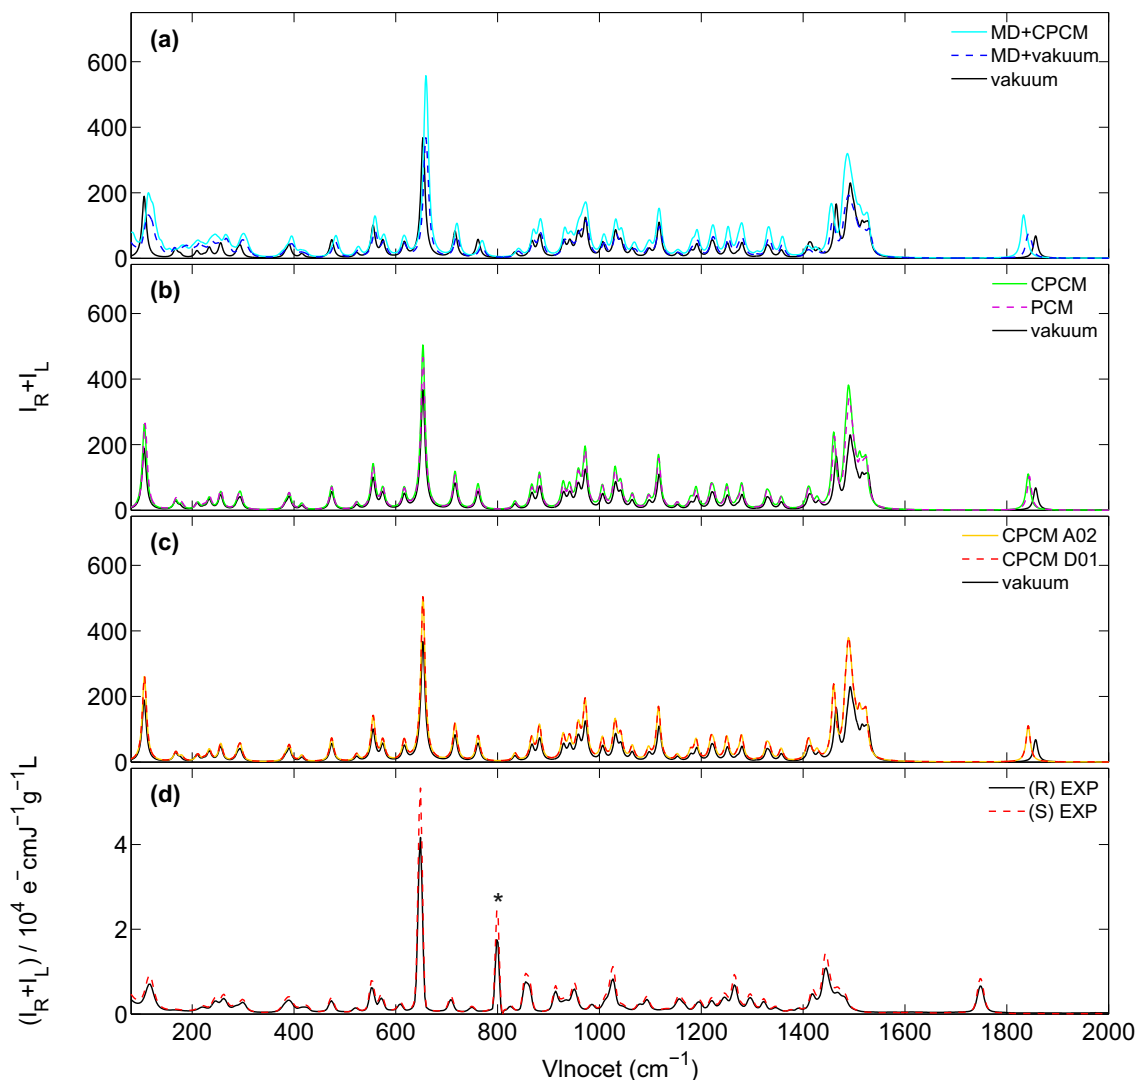 (a)
MD+CPCM
MD+vakuum
vakuum
600
400
200
0
(b)
CPCM
PCM
vakuum
600
400
200
0
I_R+I_L
(c)
CPCM A02
CPCM D01
vakuum
600
400
200
0
(d)
(R) EXP
(S) EXP
*
4
2
0
(I_R+I_L) / 10⁴ e⁻cmJ⁻¹g⁻¹L
200 400 600 800 1000 1200 1400 1600 1800 2000
Vlnocet (cm⁻¹)